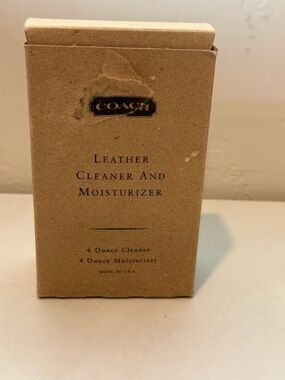 COACH
LEATHER
CLEANER AND
MOISTURIZER
6 Ounce Cleaner
4 Ounce Moisturizer
MADE IN U.S.A.